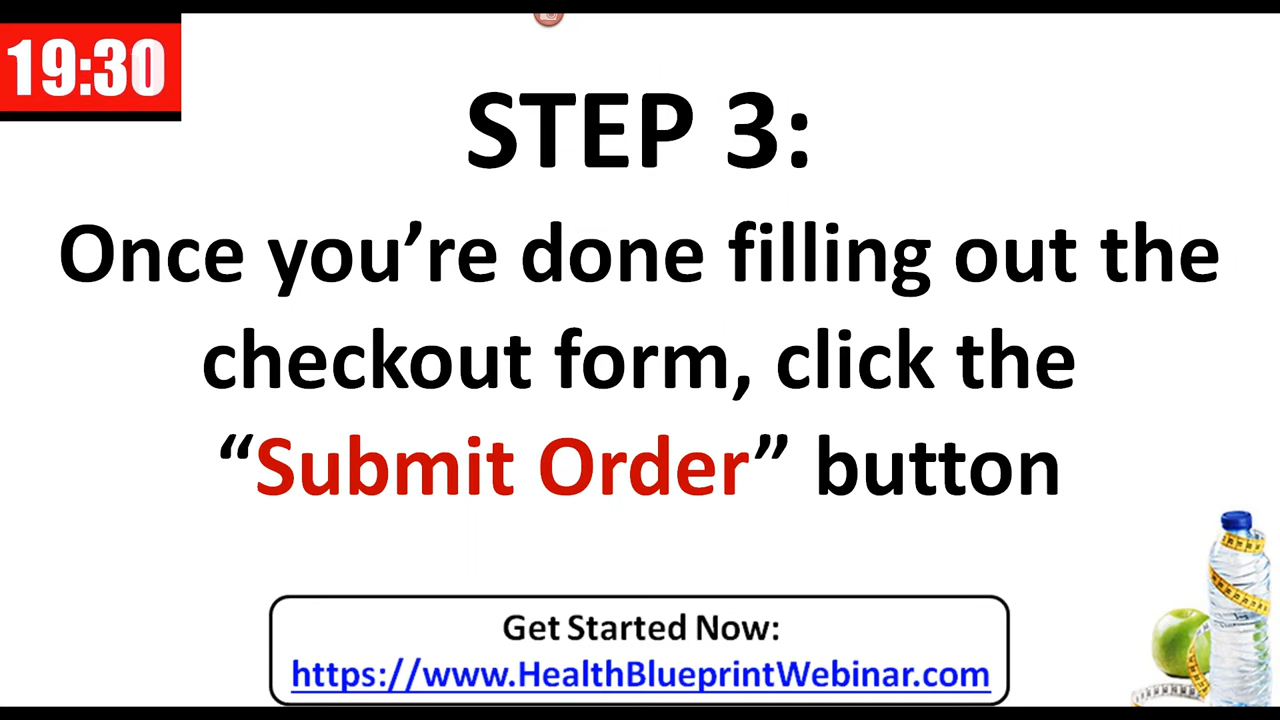 19:30
STEP 3:
Once you’re done filling out the
checkout form, click the
“Submit Order” button
Get Started Now:
https://www.HealthBlueprintWebinar.com